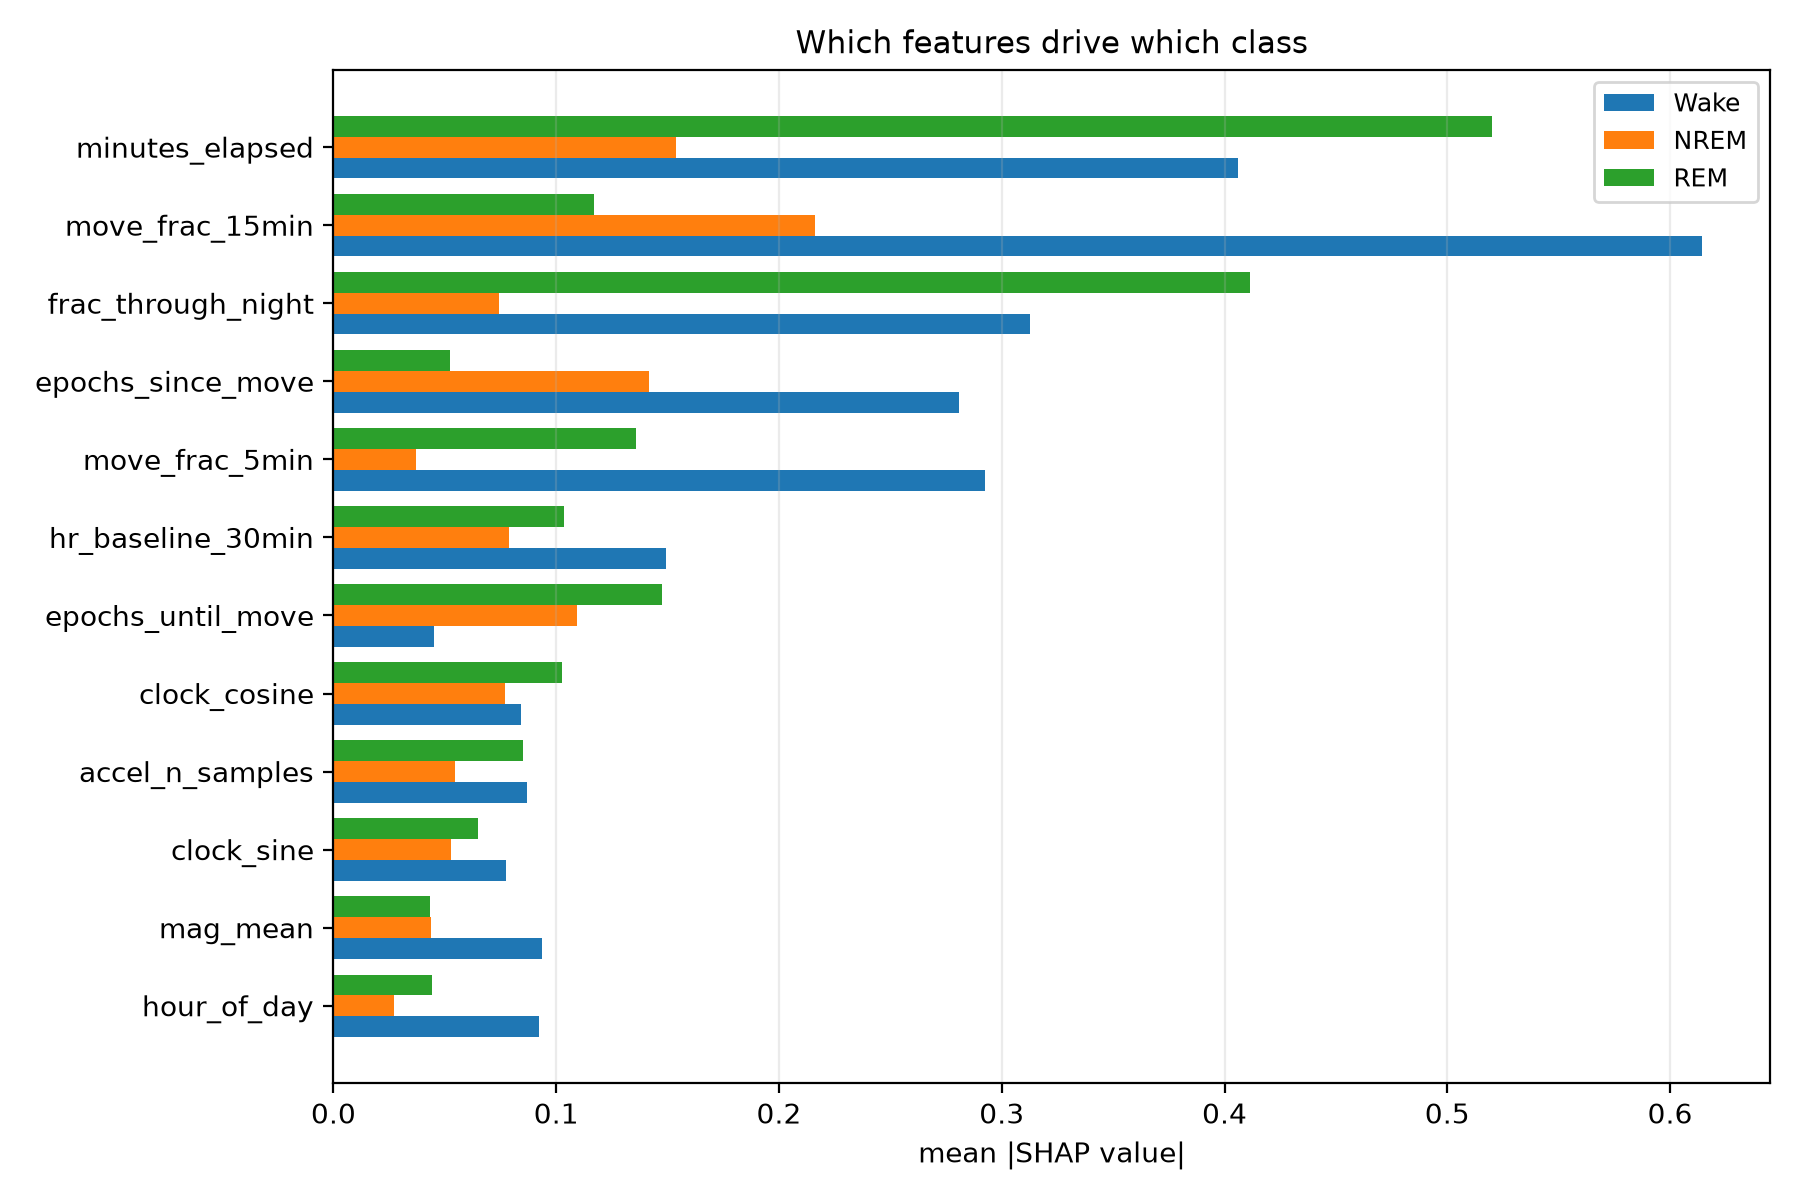 Which features drive which class
Wake
NREM
REM
minutes_elapsed
move_frac_15min
frac_through_night
epochs_since_move
move_frac_5min
hr_baseline_30min
epochs_until_move
clock_cosine
accel_n_samples
clock_sine
mag_mean
hour_of_day
0.0 0.1 0.2 0.3 0.4 0.5 0.6
mean |SHAP value|